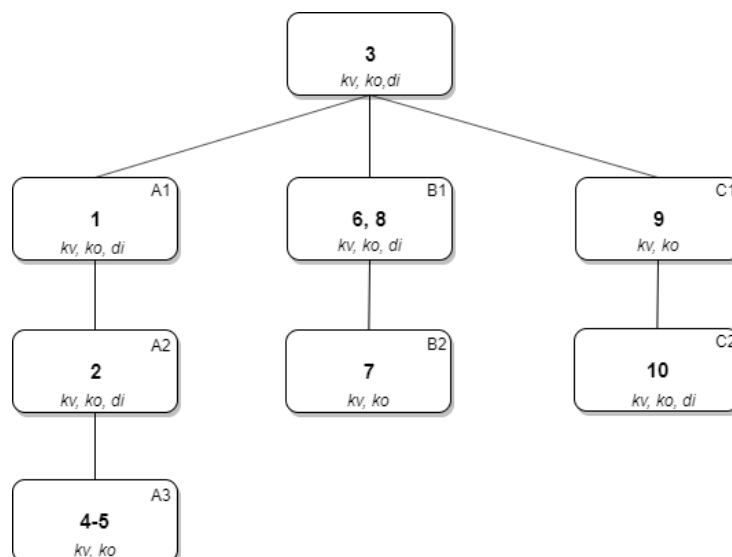 3
kv, ko,di
A1
1
kv, ko, di
B1
6, 8
kv, ko, di
C1
9
kv, ko
A2
2
kv, ko, di
B2
7
kv, ko
C2
10
kv, ko, di
A3
4-5
kv, ko